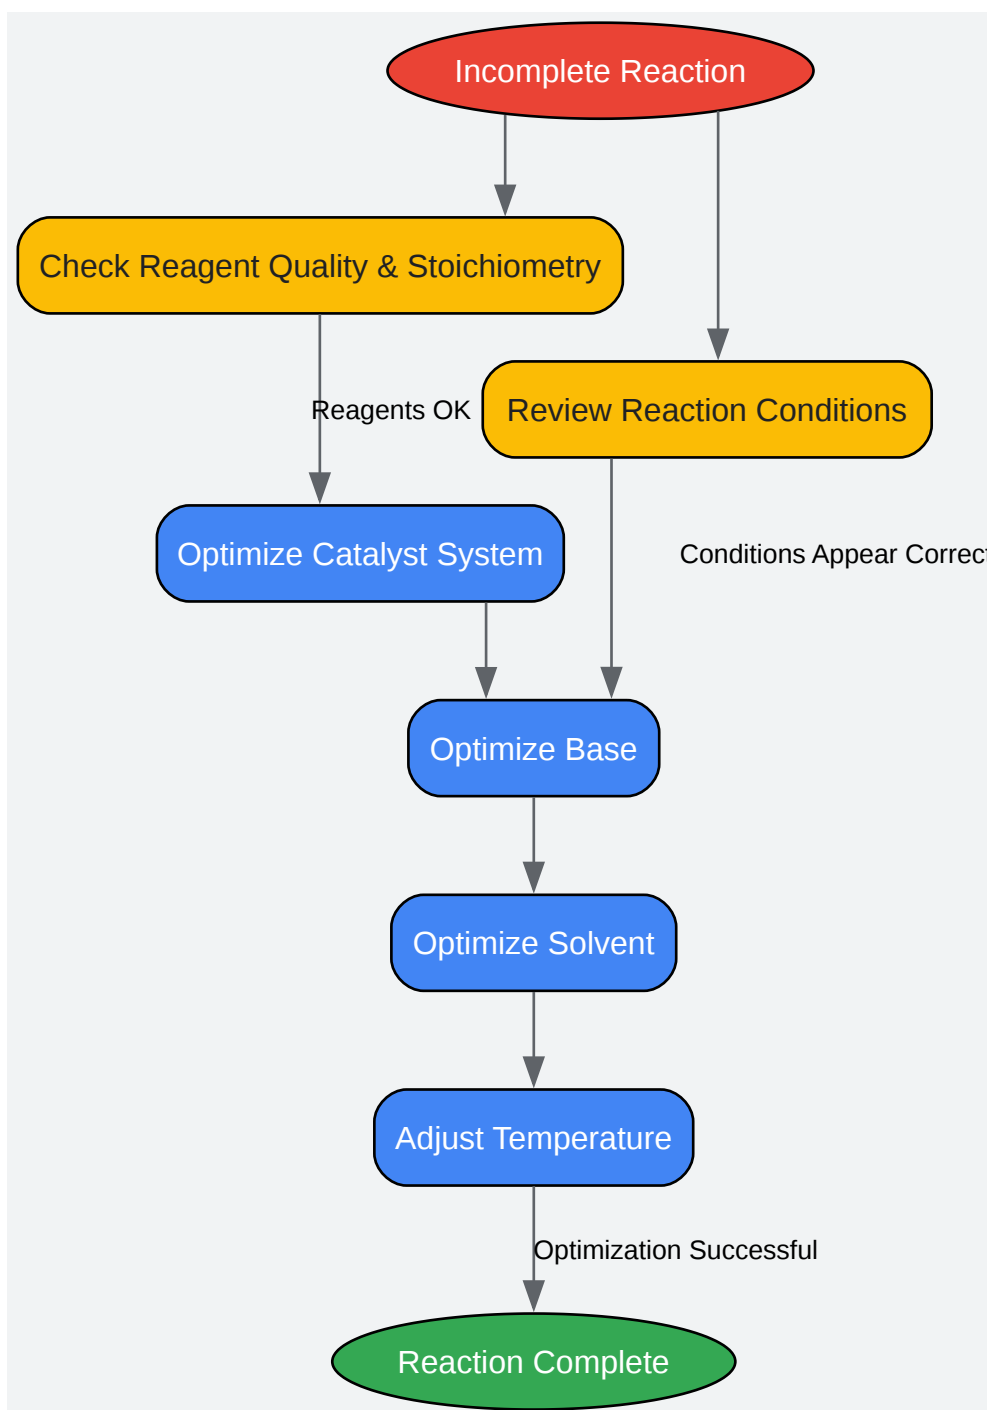 Incomplete Reaction
Check Reagent Quality & Stoichiometry
Reagents OK
Review Reaction Conditions
Optimize Catalyst System
Conditions Appear Correct
Optimize Base
Optimize Solvent
Adjust Temperature
Optimization Successful
Reaction Complete